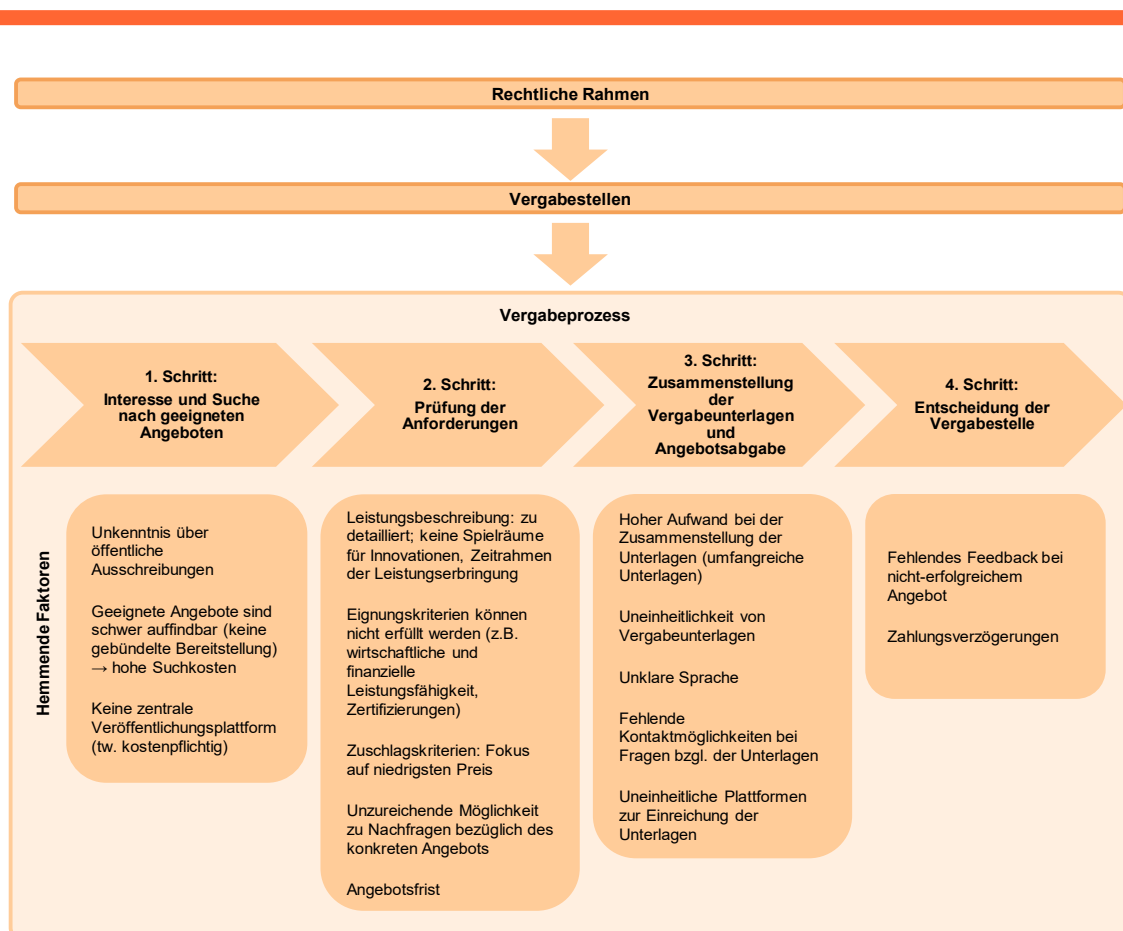 Rechtliche Rahmen
Vergabestellen
Vergabeprozess
1. Schritt:
Interesse und Suche
nach geeigneten
Angeboten
2. Schritt:
Prüfung der
Anforderungen
3. Schritt:
Zusammenstellung
der
Vergabeunterlagen
und
Angebotsabgabe
4. Schritt:
Entscheidung der
Vergabestelle
Hemmende Faktoren
Unkenntnis über
öffentliche
Ausschreibungen
Geeignete Angebote sind
schwer auffindbar (keine
gebündelte Bereitstellung)
→ hohe Suchkosten
Keine zentrale
Veröffentlichungsplattform
(tw. kostenpflichtig)
Leistungsbeschreibung: zu
detailliert; keine Spielräume
für Innovationen, Zeitrahmen
der Leistungserbringung
Eignungskriterien können
nicht erfüllt werden (z.B.
wirtschaftliche und
finanzielle
Leistungsfähigkeit,
Zertifizierungen)
Zuschlagskriterien: Fokus
auf niedrigsten Preis
Unzureichende Möglichkeit
zu Nachfragen bezüglich des
konkreten Angebots
Angebotsfrist
Hoher Aufwand bei der
Zusammenstellung der
Unterlagen (umfangreiche
Unterlagen)
Uneinheitlichkeit von
Vergabeunterlagen
Unklare Sprache
Fehlende
Kontaktmöglichkeiten bei
Fragen bzgl. der Unterlagen
Uneinheitliche Plattformen
zur Einreichung der
Unterlagen
Fehlendes Feedback bei
nicht-erfolgreichem
Angebot
Zahlungsverzögerungen